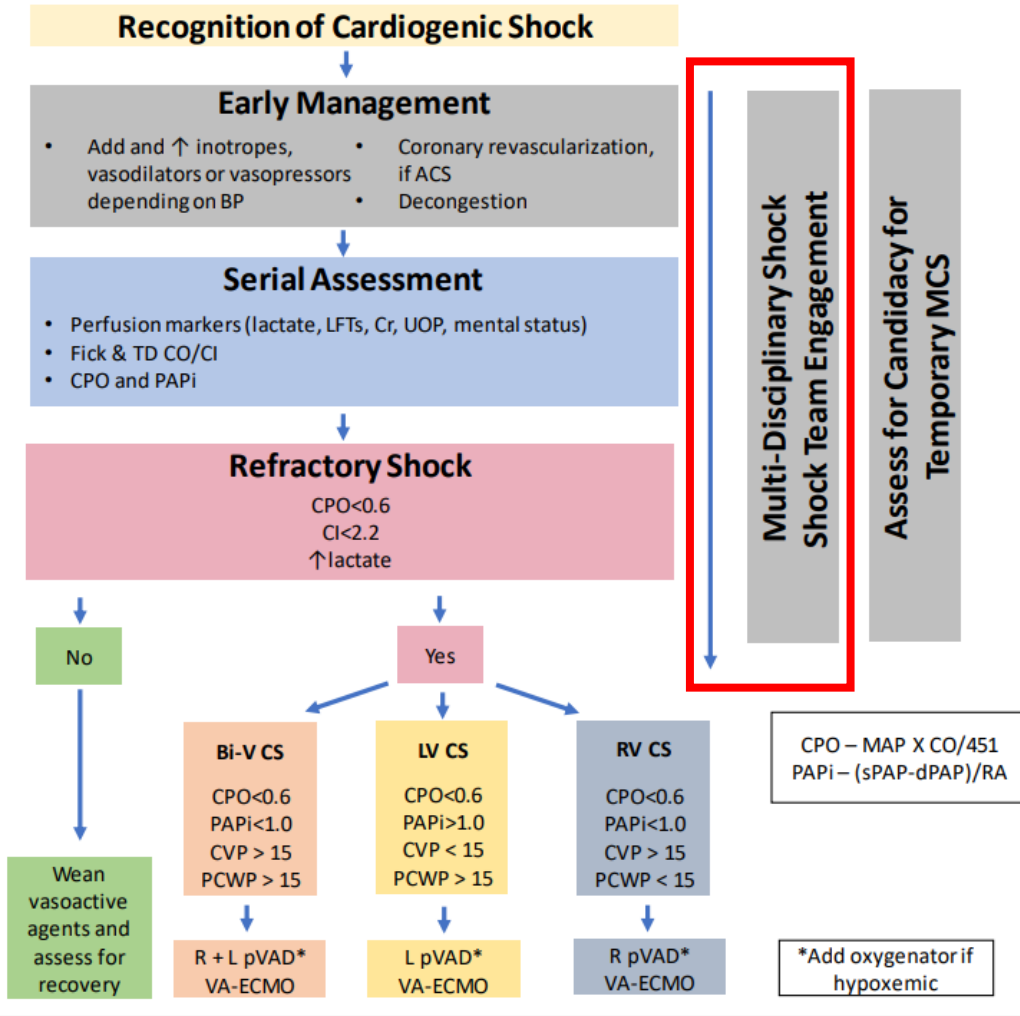 Recognition of Cardiogenic Shock
Early Management
• Add and ↑ inotropes,
vasodilators or vasopressors
depending on BP
• Coronary revascularization,
if ACS
• Decongestion
Serial Assessment
• Perfusion markers (lactate, LFTs, Cr, UOP, mental status)
• Fick & TD CO/CI
• CPO and PAPi
Refractory Shock
CPO<0.6
CI<2.2
↑lactate
No
Yes
Wean
vasoactive
agents and
assess for
recovery
Bi-V CS
CPO<0.6
PAPi<1.0
CVP > 15
PCWP > 15
R + L pVAD*
VA-ECMO
LV CS
CPO<0.6
PAPi>1.0
CVP < 15
PCWP > 15
L pVAD*
VA-ECMO
RV CS
CPO<0.6
PAPi<1.0
CVP > 15
PCWP < 15
R pVAD*
VA-ECMO
Multi-Disciplinary Shock
Shock Team Engagement
Assess for Candidacy for
Temporary MCS
CPO – MAP X CO/451
PAPi – (sPAP-dPAP)/RA
*Add oxygenator if
hypoxemic